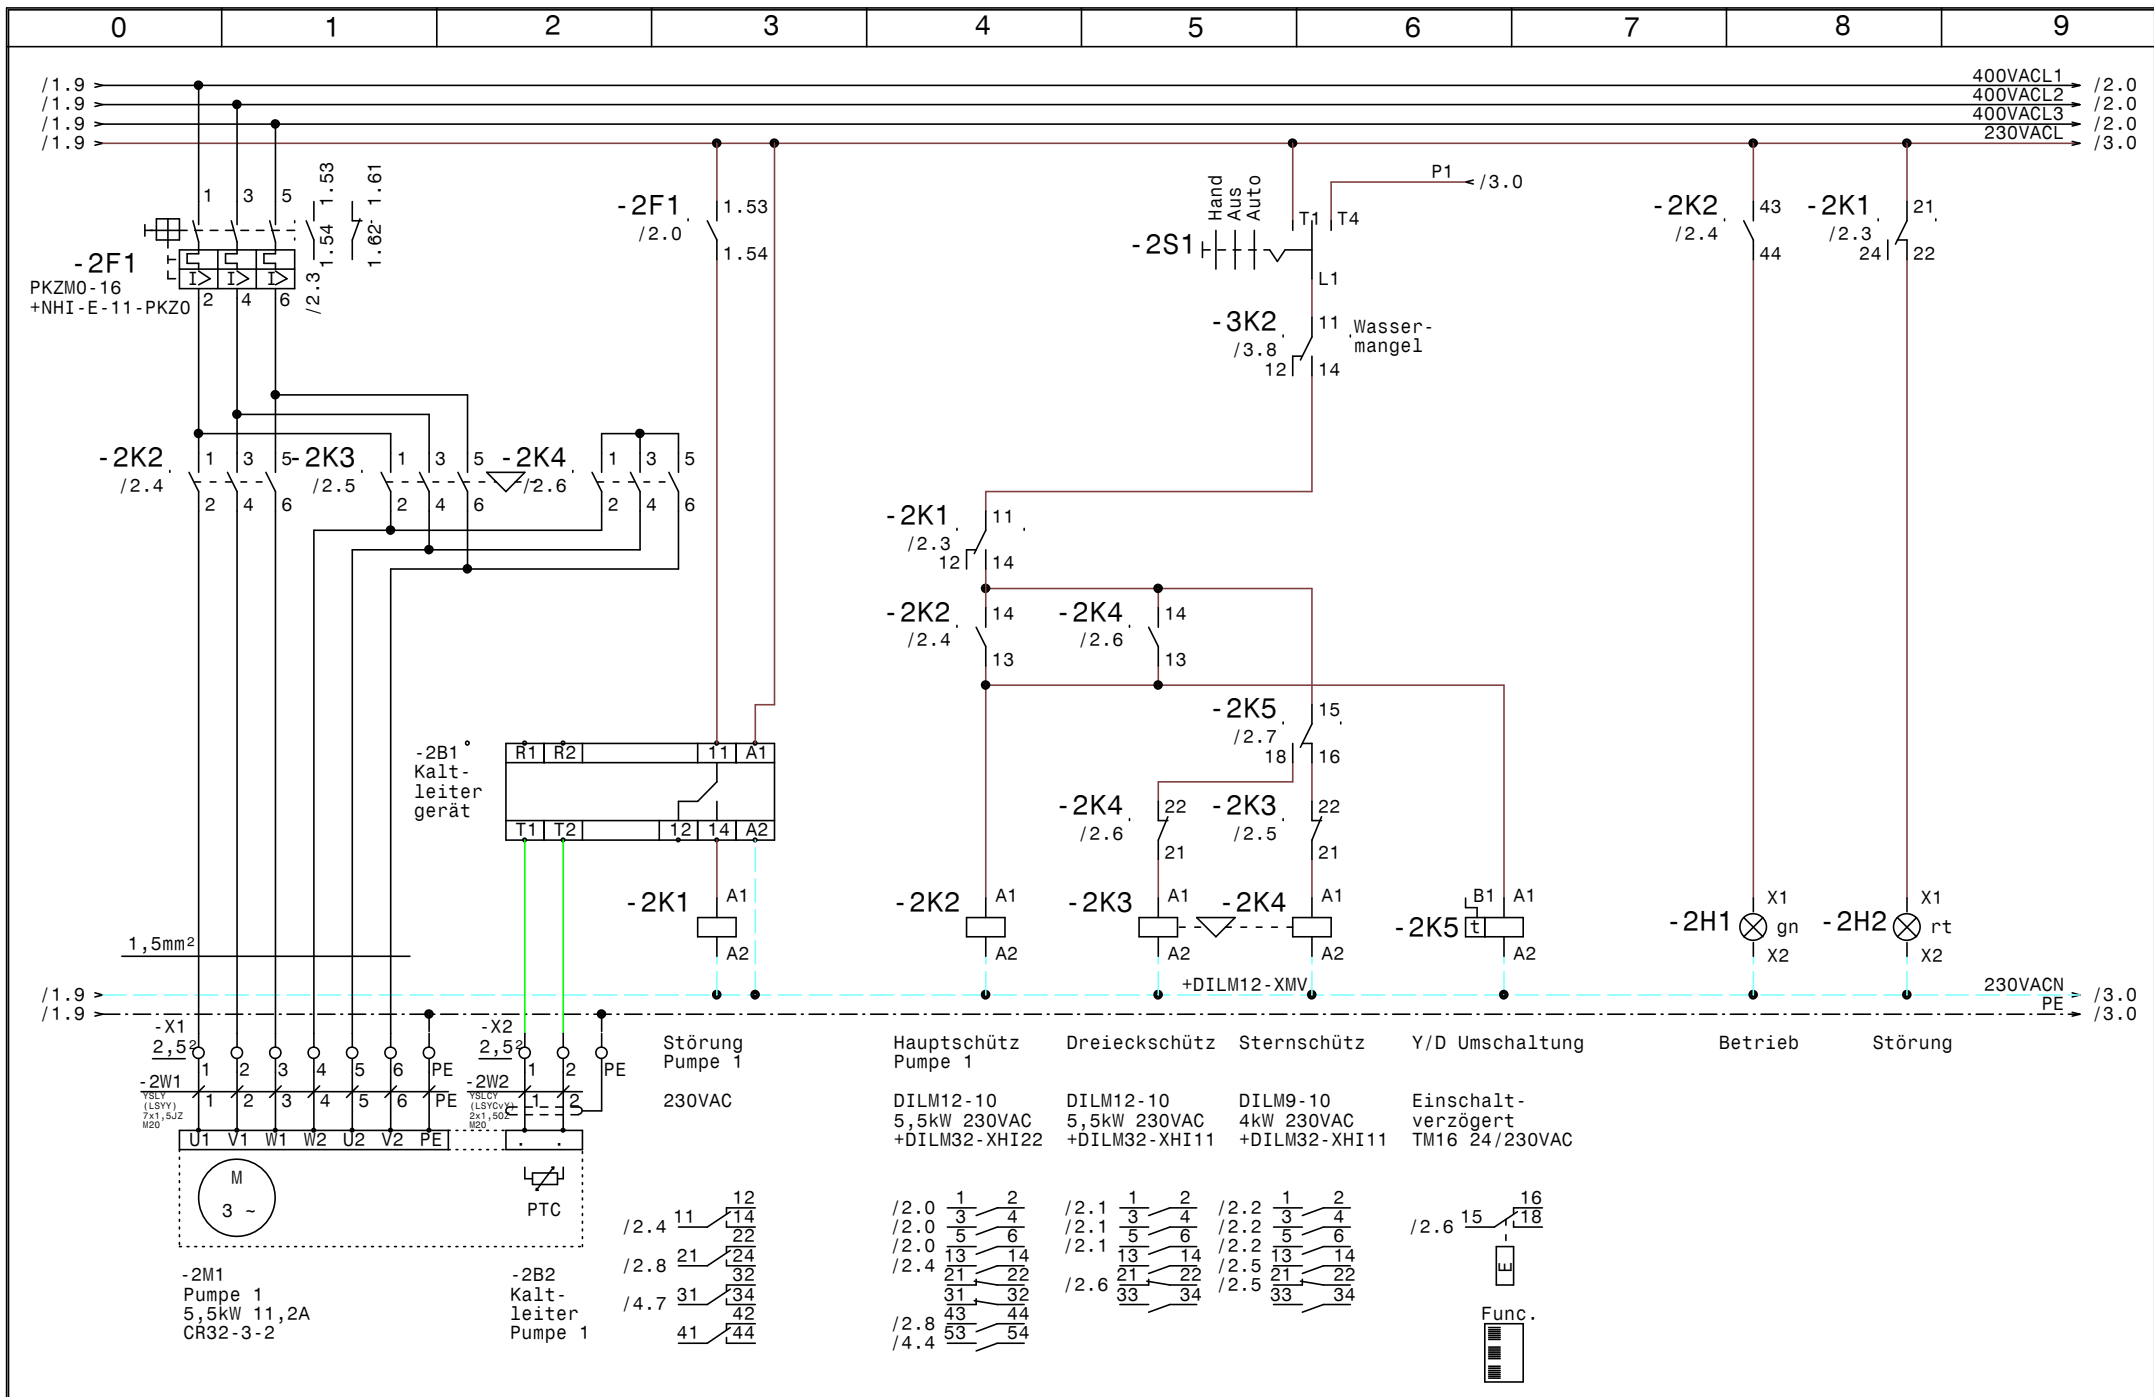 0 1 2 3 4 5 6 7 8 9
/1.9 400VACL1 /2.0
/1.9 400VACL2 /2.0
/1.9 400VACL3 /2.0
/1.9 230VACL /3.0
1 3 5
1.53
1.54
1.61
1.62
/2.3
-2F1
PKZM0-16
+NHI-E-11-PKZ0
2 4 6
-2F1
/2.0
1.53
1.54
Hand
Aus
Auto
P1 /3.0
T1 T4
-2S1
L1
-3K2
/3.8
11
12 14
Wasser-
mangel
-2K2
/2.4
43
44
-2K1
/2.3
21
24 22
-2K2
/2.4
1 3 5
2 4 6
-2K3
/2.5
1 3 5
2 4 6
-2K4
/2.6
1 3 5
2 4 6
-2K1
/2.3
11
12 14
-2K2
/2.4
14
13
-2K4
/2.6
14
13
-2K5
/2.7
15
18 16
-2K4
/2.6
22
21
-2K3
/2.5
22
21
-2B1
Kalt-
leiter
gerät
R1 R2 11 A1
T1 T2 12 14 A2
-2K1 A1
A2
-2K2 A1
A2
-2K3 A1
A2
-2K4 A1
A2
-2K5 t B1 A1
A2
-2H1 X1
gn
X2
-2H2 X1
rt
X2
1,5mm²
+DILM12-XMV
/1.9 230VACN /3.0
/1.9 PE /3.0
-X1
2,5²
1 2 3 4 5 6 PE
-2W1
YSLY
(LSYY)
7x1,5JZ
M20
1 2 3 4 5 6 PE
U1 V1 W1 W2 U2 V2 PE
M
3 ~
-X2
2,5²
1 2 PE
-2W2
YSLCY
(LSYCvY)
2x1,5OZ
M20
1 2
. .
PTC
-2M1
Pumpe 1
5,5kW 11,2A
CR32-3-2
-2B2
Kalt-
leiter
Pumpe 1
Störung
Pumpe 1
230VAC
Hauptschütz
Pumpe 1
DILM12-10
5,5kW 230VAC
+DILM32-XHI22
Dreieckschütz
DILM12-10
5,5kW 230VAC
+DILM32-XHI11
Sternschütz
DILM9-10
4kW 230VAC
+DILM32-XHI11
Y/D Umschaltung
Einschalt-
verzögert
TM16 24/230VAC
Betrieb
Störung
12
/2.4 11 14
22
/2.8 21 24
32
/4.7 31 34
42
41 44
/2.0 1 2
/2.0 3 4
/2.0 5 6
/2.4 13 14
21 22
31 32
/2.8 43 44
/4.4 53 54
/2.1 1 2
/2.1 3 4
/2.1 5 6
13 14
/2.6 21 22
33 34
/2.2 1 2
/2.2 3 4
/2.2 5 6
/2.5 13 14
/2.5 21 22
33 34
16
/2.6 15 18
E
Func.